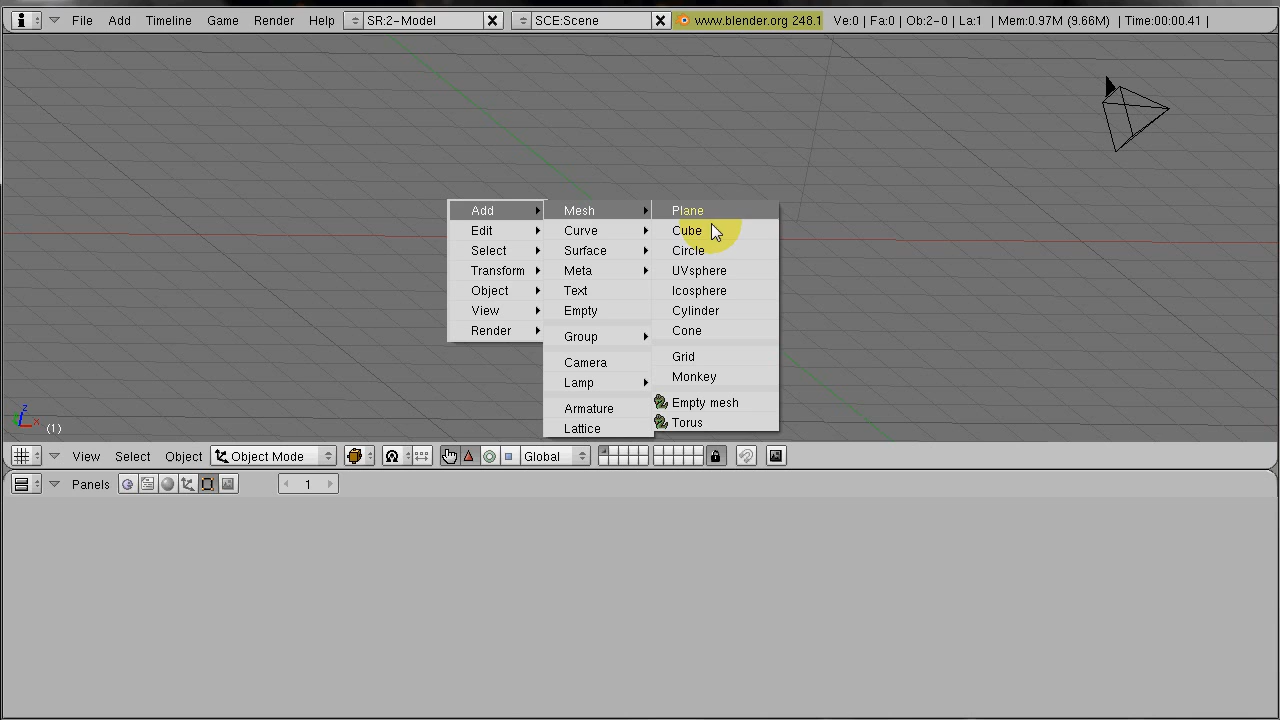 File Add Timeline Game Render Help SR:2-Model SCE:Scene www.blender.org 248.1 Ve:0 | Fa:0 | Ob:2-0 | La:1 | Mem:0.97M (9.66M) | Time:00:00.41 |
Add Mesh Plane
Edit Curve Cube
Select Surface Circle
Transform Meta UVsphere
Object Text Icosphere
View Empty Cylinder
Render Group Cone
Camera Grid
Lamp Monkey
Armature Empty mesh
Lattice Torus
z
x
(1)
View Select Object Object Mode Global
Panels 1